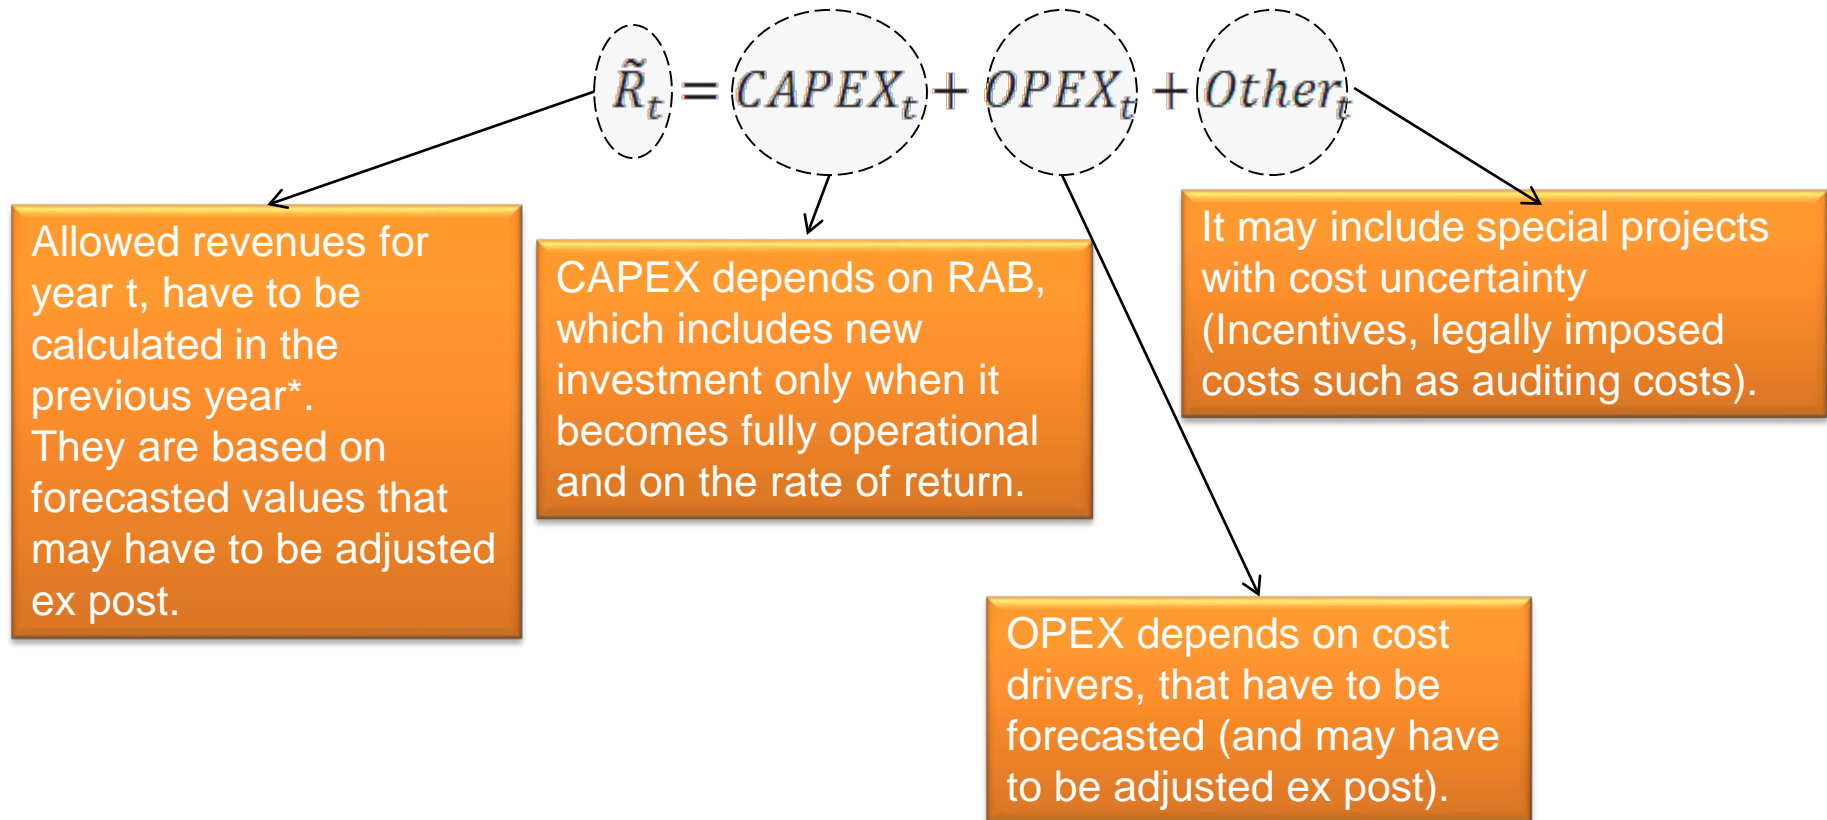 R̃t = CAPEXt + OPEXt + Othert
Allowed revenues for
year t, have to be
calculated in the
previous year*.
They are based on
forecasted values that
may have to be adjusted
ex post.
CAPEX depends on RAB,
which includes new
investment only when it
becomes fully operational
and on the rate of return.
It may include special projects
with cost uncertainty
(Incentives, legally imposed
costs such as auditing costs).
OPEX depends on cost
drivers, that have to be
forecasted (and may have
to be adjusted ex post).